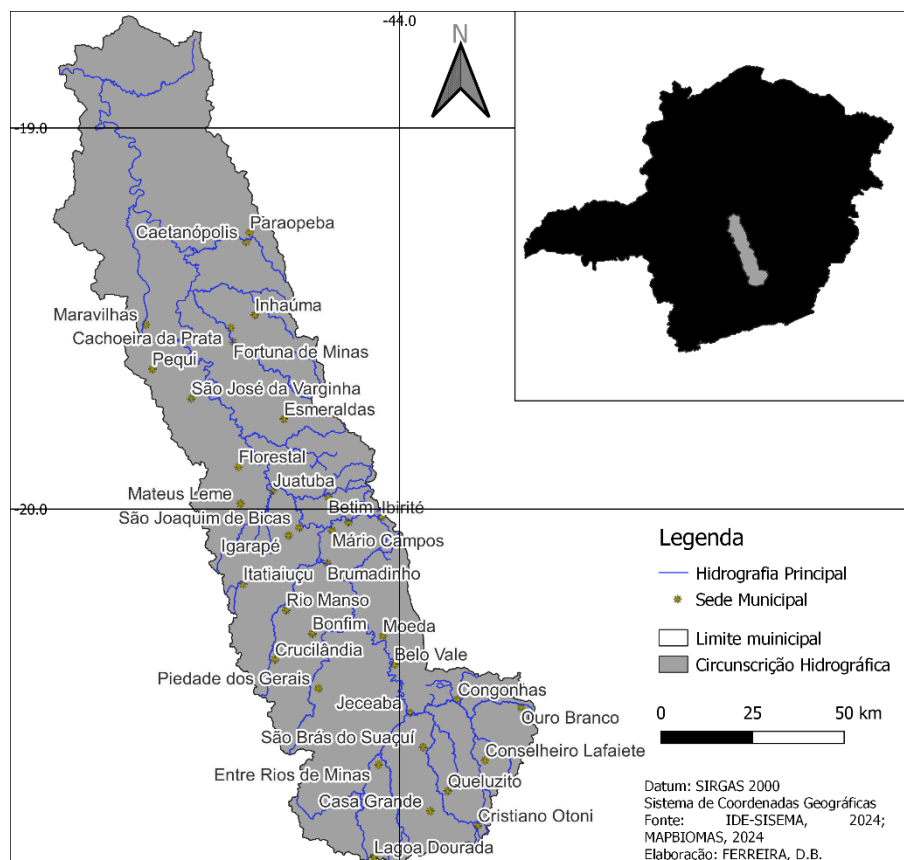 -44.0
N
-19.0
Paraopeba
Caetanópolis
Inhaúma
Maravilhas
Cachoeira da Prata
Fortuna de Minas
Pequi
São José da Varginha
Esmeraldas
Florestal
Juatuba
Mateus Leme
-20.0
Betim Ibirité
São Joaquim de Bicas
Mário Campos
Igarapé
Itatiaiuçu
Brumadinho
Rio Manso
Bonfim
Moeda
Crucilândia
Belo Vale
Piedade dos Gerais
Congonhas
Jeceaba
Ouro Branco
São Brás do Suaçuí
Conselheiro Lafaiete
Entre Rios de Minas
Queluzito
Casa Grande
Cristiano Otoni
Lagoa Dourada
Legenda
Hidrografia Principal
Sede Municipal
Limite muinicipal
Circunscrição Hidrográfica
0 25 50 km
Datum: SIRGAS 2000
Sistema de Coordenadas Geográficas
Fonte: IDE-SISEMA, 2024;
MAPBIOMAS, 2024
Elaboração: FERREIRA, D.B.